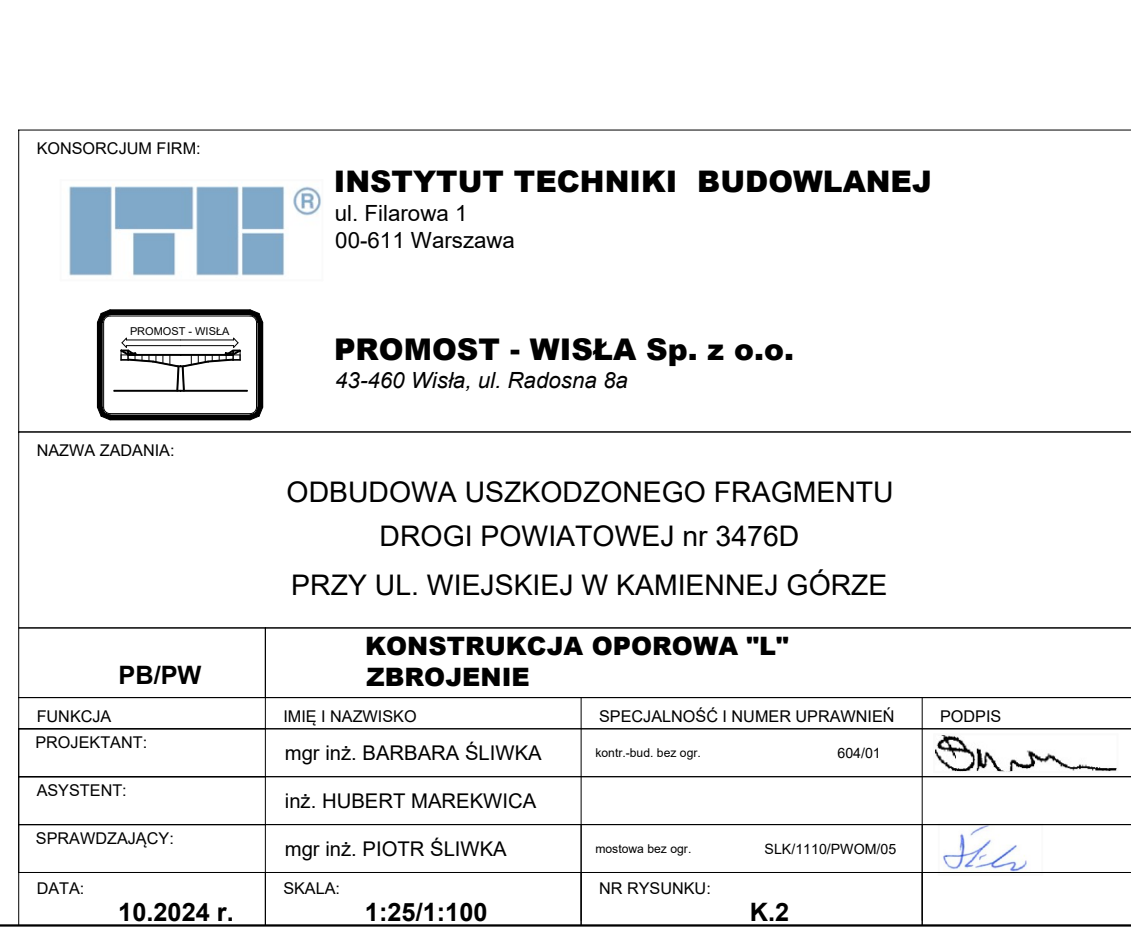 KONSORCJUM FIRM:
INSTYTUT TECHNIKI BUDOWLANEJ
®
ul. Filarowa 1
00-611 Warszawa
PROMOST - WISŁA
PROMOST - WISŁA Sp. z o.o.
43-460 Wisła, ul. Radosna 8a
NAZWA ZADANIA:
ODBUDOWA USZKODZONEGO FRAGMENTU
DROGI POWIATOWEJ nr 3476D
PRZY UL. WIEJSKIEJ W KAMIENNEJ GÓRZE
PB/PW
KONSTRUKCJA OPOROWA "L"
ZBROJENIE
FUNKCJA IMIĘ I NAZWISKO SPECJALNOŚĆ I NUMER UPRAWNIEŃ PODPIS
PROJEKTANT: mgr inż. BARBARA ŚLIWKA kontr.-bud. bez ogr. 604/01
ASYSTENT: inż. HUBERT MAREKWICA
SPRAWDZAJĄCY: mgr inż. PIOTR ŚLIWKA mostowa bez ogr. SLK/1110/PWOM/05
DATA: SKALA: NR RYSUNKU:
10.2024 r. 1:25/1:100 K.2